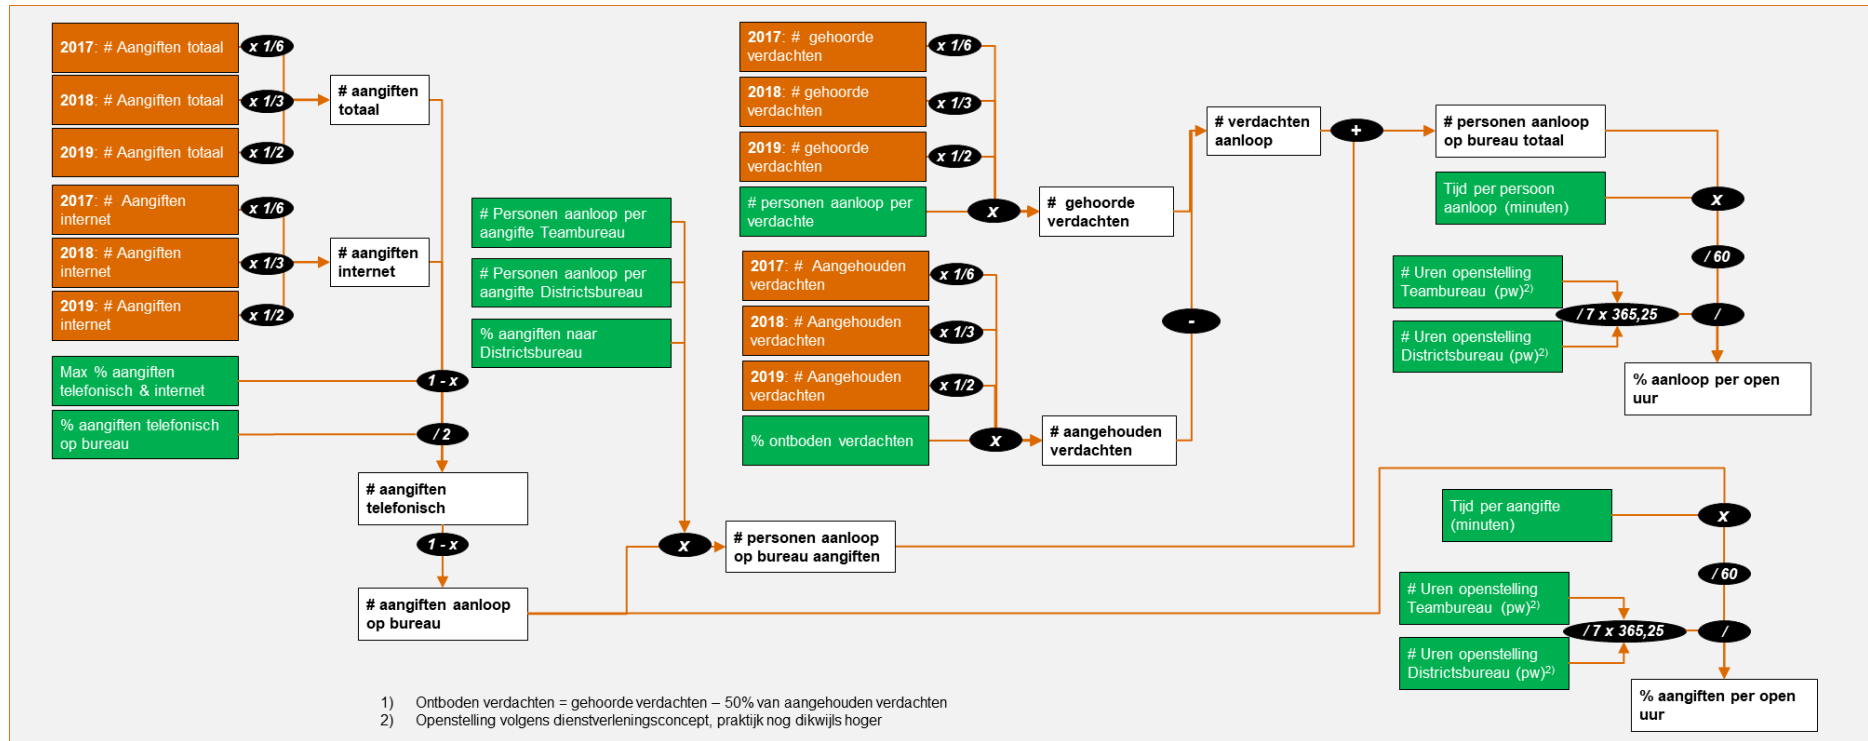 2017: # Aangiften totaal
x 1/6
2018: # Aangiften totaal
x 1/3
2019: # Aangiften totaal
x 1/2
# aangiften
totaal
2017: # Aangiften
internet
x 1/6
2018: # Aangiften
internet
x 1/3
2019: # Aangiften
internet
x 1/2
# aangiften
internet
Max % aangiften
telefonisch & internet
1 - x
% aangiften telefonisch
op bureau
/ 2
# aangiften
telefonisch
1 - x
# aangiften aanloop
op bureau
# Personen aanloop per
aangifte Teambureau
# Personen aanloop per
aangifte Districtsbureau
% aangiften naar
Districtsbureau
x
# personen aanloop
op bureau aangiften
2017: # gehoorde
verdachten
x 1/6
2018: # gehoorde
verdachten
x 1/3
2019: # gehoorde
verdachten
x 1/2
# personen aanloop per
verdachte
x
# gehoorde
verdachten
2017: # Aangehouden
verdachten
x 1/6
2018: # Aangehouden
verdachten
x 1/3
2019: # Aangehouden
verdachten
x 1/2
% ontboden verdachten
x
# aangehouden
verdachten
-
# verdachten
aanloop
+
# personen aanloop
op bureau totaal
Tijd per persoon
aanloop (minuten)
x
/ 60
# Uren openstelling
Teambureau (pw)2)
/ 7 x 365,25
/
# Uren openstelling
Districtsbureau (pw)2)
% aanloop per open
uur
Tijd per aangifte
(minuten)
x
/ 60
# Uren openstelling
Teambureau (pw)2)
/ 7 x 365,25
/
# Uren openstelling
Districtsbureau (pw)2)
% aangiften per open
uur
1) Ontboden verdachten = gehoorde verdachten – 50% van aangehouden verdachten
2) Openstelling volgens dienstverleningsconcept, praktijk nog dikwijls hoger